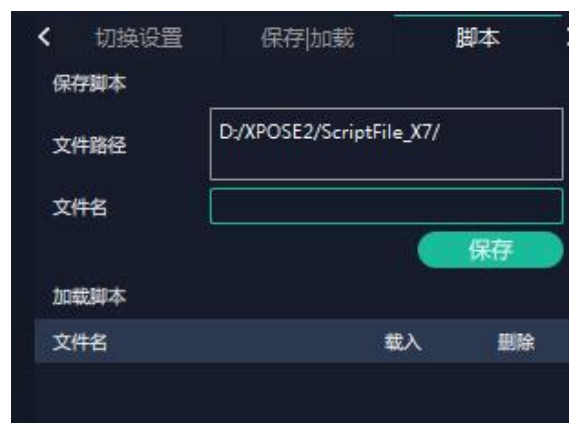 切换设置 保存|加载 脚本
保存脚本
文件路径 D:/XPOSE2/ScriptFile_X7/
文件名
保存
加载脚本
文件名 载入 删除